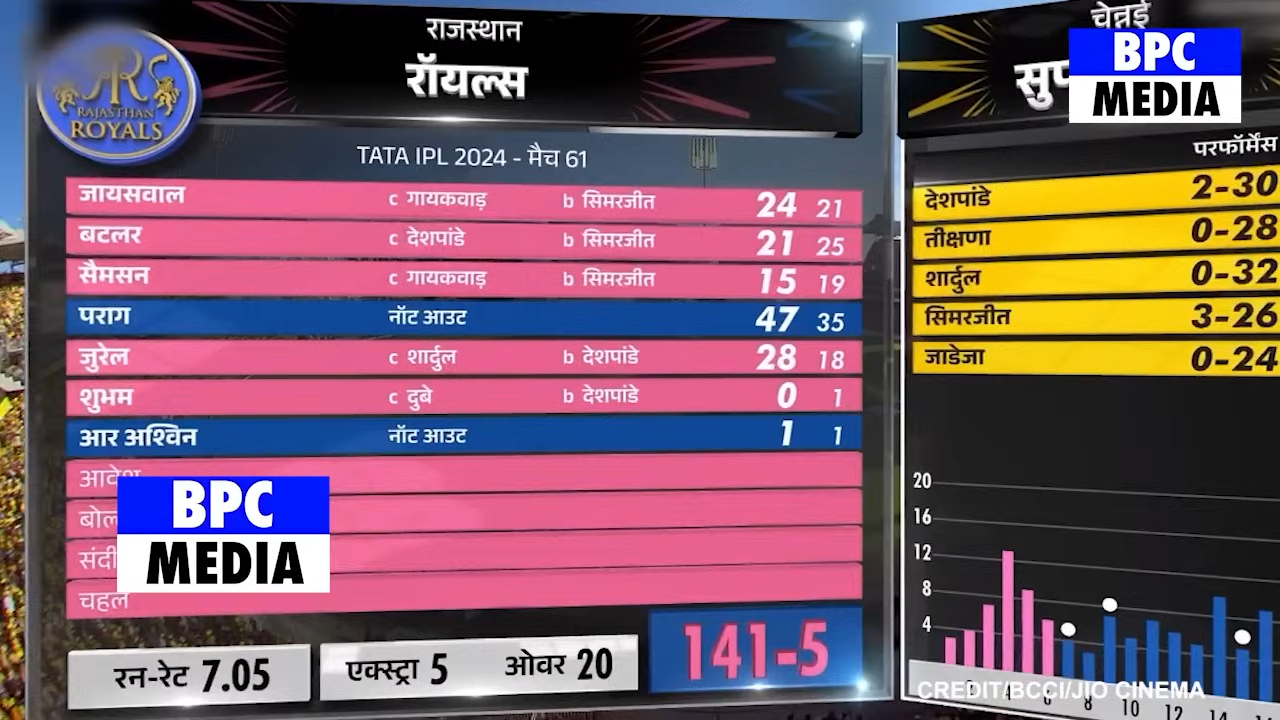 राजस्थान
रॉयल्स
RAJASTHAN
ROYALS
TATA IPL 2024 - मैच 61
जायसवाल c गायकवाड़ b सिमरजीत 24 21
बटलर c देशपांडे b सिमरजीत 21 25
सैमसन c गायकवाड़ b सिमरजीत 15 19
पराग नॉट आउट 47 35
जुरेल c शार्दुल b देशपांडे 28 18
शुभम c दुबे b देशपांडे 0 1
आर अश्विन नॉट आउट 1 1
चहल
BPC
MEDIA
रन-रेट 7.05 एक्स्ट्रा 5 ओवर 20 141-5
चेन्नई
BPC
MEDIA
परफॉर्मेंस
देशपांडे 2-30
तीक्षणा 0-28
शार्दुल 0-32
सिमरजीत 3-26
जाडेजा 0-24
20
16
12
8
4
8 10 12 14
CREDIT/BCCI/JIO CINEMA